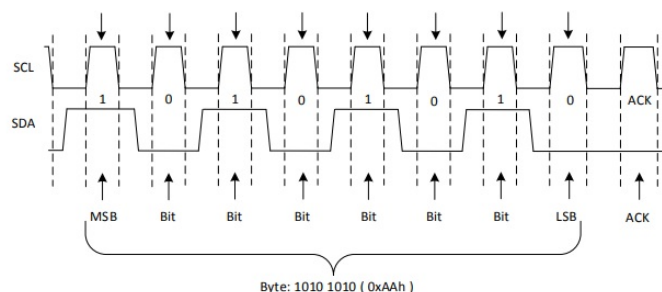 SCL
1 0 1 0 1 0 1 0 ACK
SDA
MSB Bit Bit Bit Bit Bit Bit LSB ACK
Byte: 1010 1010 ( 0xAAh )